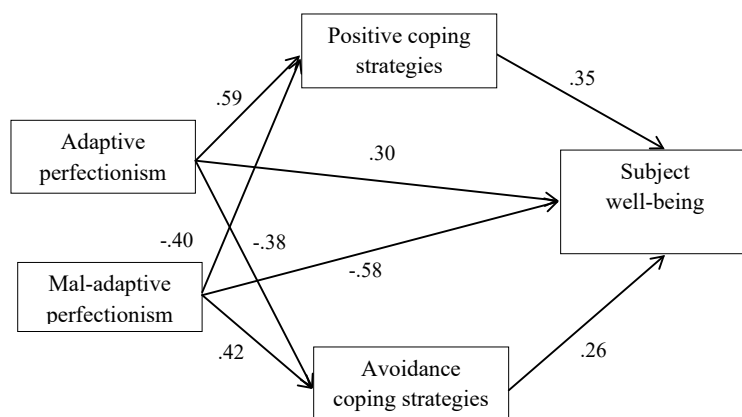 Positive coping
strategies
.59
.35
Adaptive
perfectionism
.30
Subject
well-being
-.40
-.38
-.58
Mal-adaptive
perfectionism
.42
.26
Avoidance
coping strategies